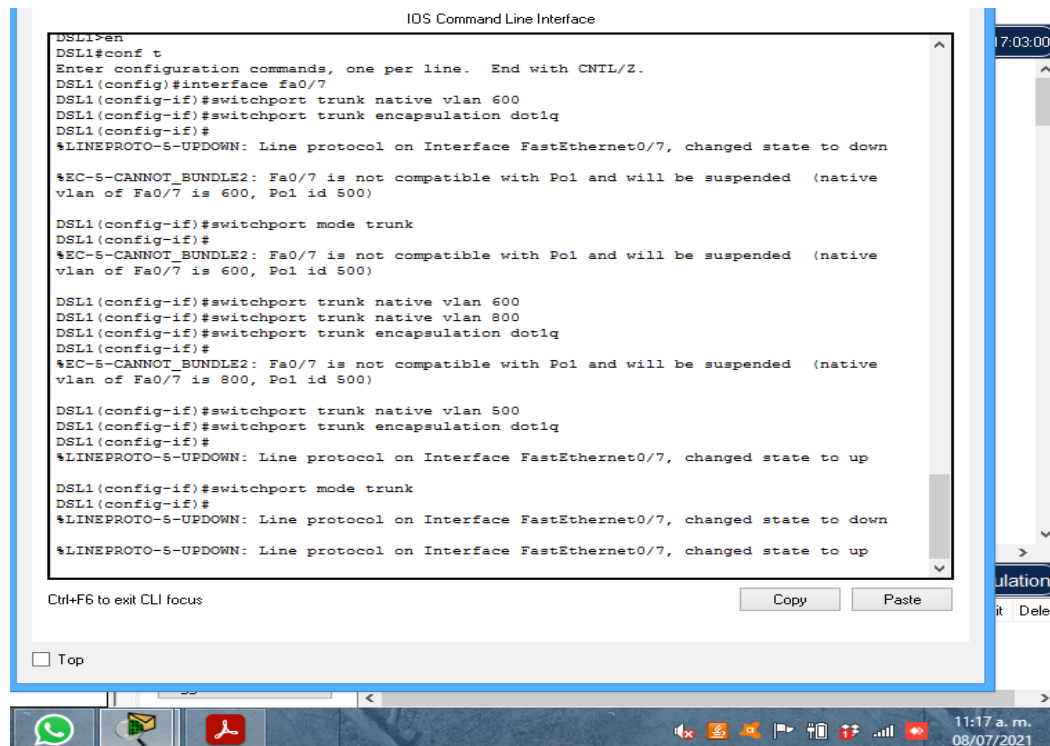 IOS Command Line Interface
DSL1>en
DSL1#conf t
Enter configuration commands, one per line.  End with CNTL/Z.
DSL1(config)#interface fa0/7
DSL1(config-if)#switchport trunk native vlan 600
DSL1(config-if)#switchport trunk encapsulation dot1q
DSL1(config-if)#
%LINEPROTO-5-UPDOWN: Line protocol on Interface FastEthernet0/7, changed state to down
%EC-5-CANNOT_BUNDLE2: Fa0/7 is not compatible with Po1 and will be suspended  (native
vlan of Fa0/7 is 600, Po1 id 500)
DSL1(config-if)#switchport mode trunk
DSL1(config-if)#
%EC-5-CANNOT_BUNDLE2: Fa0/7 is not compatible with Po1 and will be suspended  (native
vlan of Fa0/7 is 600, Po1 id 500)
DSL1(config-if)#switchport trunk native vlan 600
DSL1(config-if)#switchport trunk native vlan 800
DSL1(config-if)#switchport trunk encapsulation dot1q
DSL1(config-if)#
%EC-5-CANNOT_BUNDLE2: Fa0/7 is not compatible with Po1 and will be suspended  (native
vlan of Fa0/7 is 800, Po1 id 500)
DSL1(config-if)#switchport trunk native vlan 500
DSL1(config-if)#switchport trunk encapsulation dot1q
DSL1(config-if)#
%LINEPROTO-5-UPDOWN: Line protocol on Interface FastEthernet0/7, changed state to up
DSL1(config-if)#switchport mode trunk
DSL1(config-if)#
%LINEPROTO-5-UPDOWN: Line protocol on Interface FastEthernet0/7, changed state to down
%LINEPROTO-5-UPDOWN: Line protocol on Interface FastEthernet0/7, changed state to up
Ctrl+F6 to exit CLI focus
Copy
Paste
Top
17:03:00
ulation
it Dele
11:17 a. m.
08/07/2021